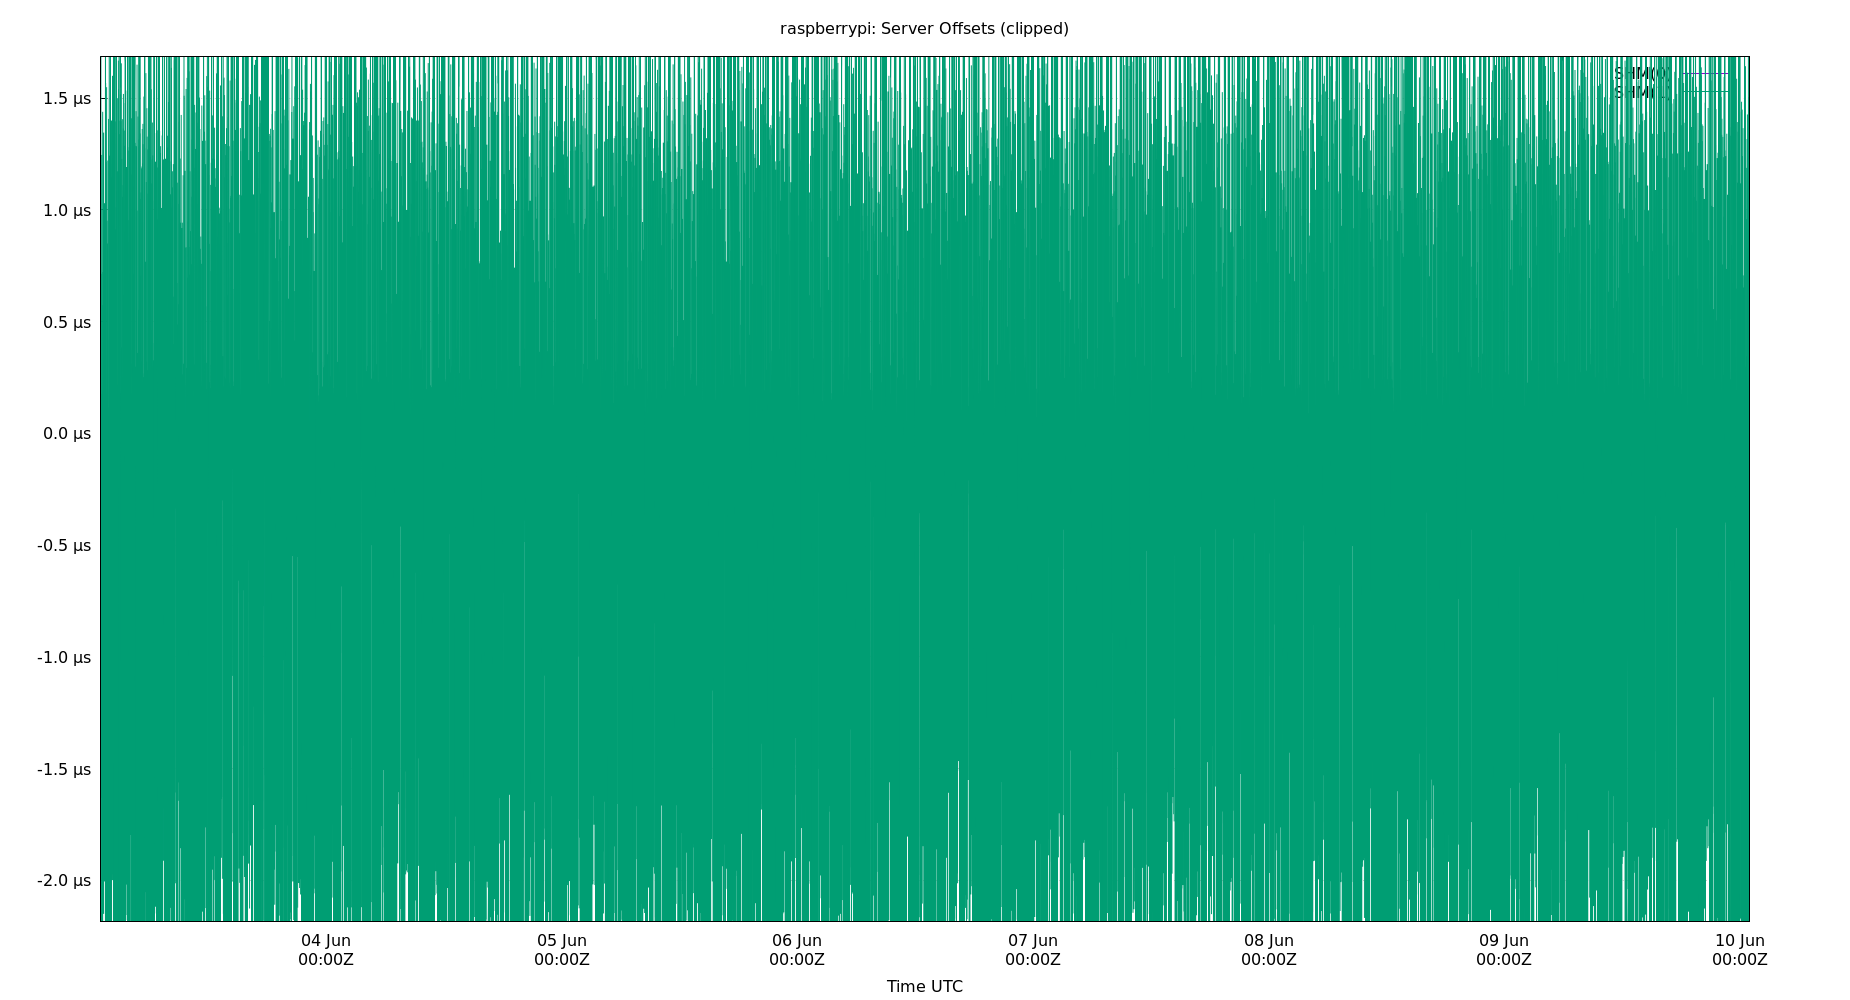 raspberrypi: Server Offsets (clipped)
SHM(0)
1.5 µs
1.0 µs
0.5 µs
0.0 µs
-0.5 µs
-1.0 µs
-1.5 µs
-2.0 µs
04 Jun 05 Jun 06 Jun 07 Jun 08 Jun 09 Jun 10 Jun
00:00Z 00:00Z 00:00Z 00:00Z 00:00Z 00:00Z 00:00Z
Time UTC